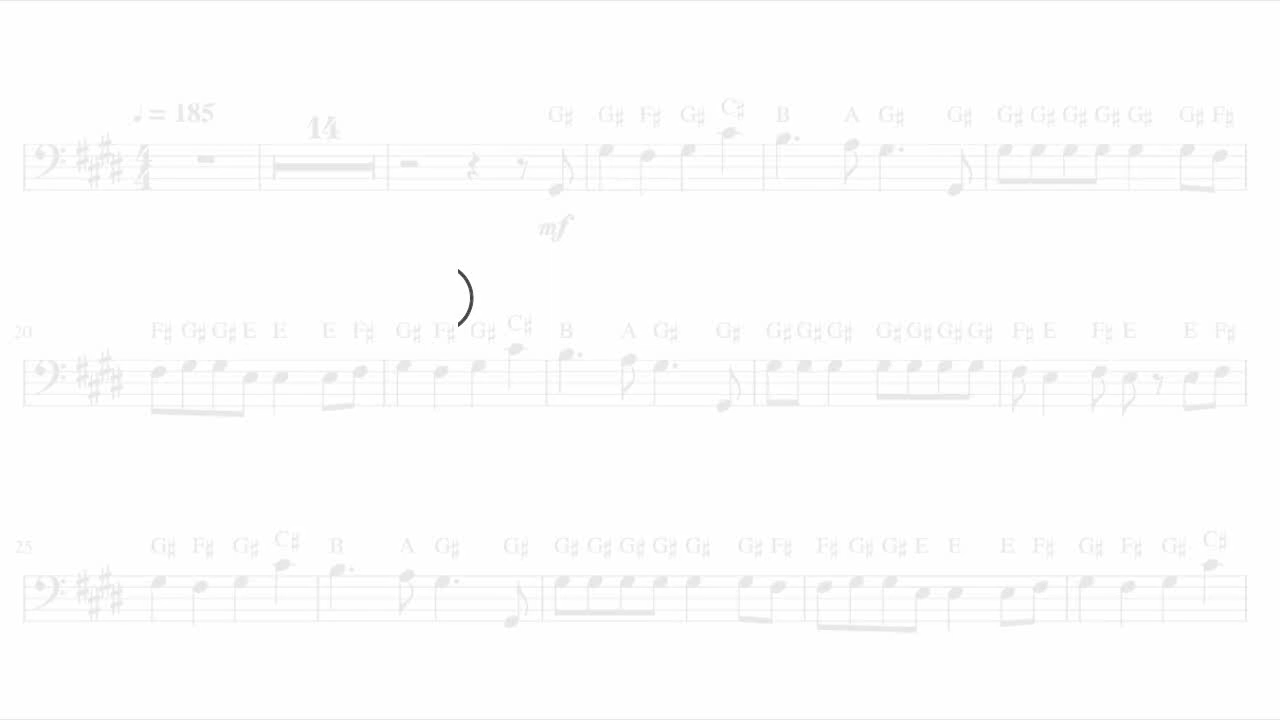 ♩ = 185
14
G♯ G♯ F♯ G♯ C♯ B A G♯ G♯ G♯ G♯ G♯ G♯ G♯ G♯ F♯
mf
20 F♯ G♯ G♯ E E E F♯ G♯ F♯ G♯ C♯ B A G♯ G♯ G♯ G♯ G♯ G♯ G♯ G♯ G♯ F♯ E F♯ E E F♯
25 G♯ F♯ G♯ C♯ B A G♯ G♯ G♯ G♯ G♯ G♯ G♯ G♯ F♯ F♯ G♯ G♯ E E E F♯ G♯ F♯ G♯ C♯